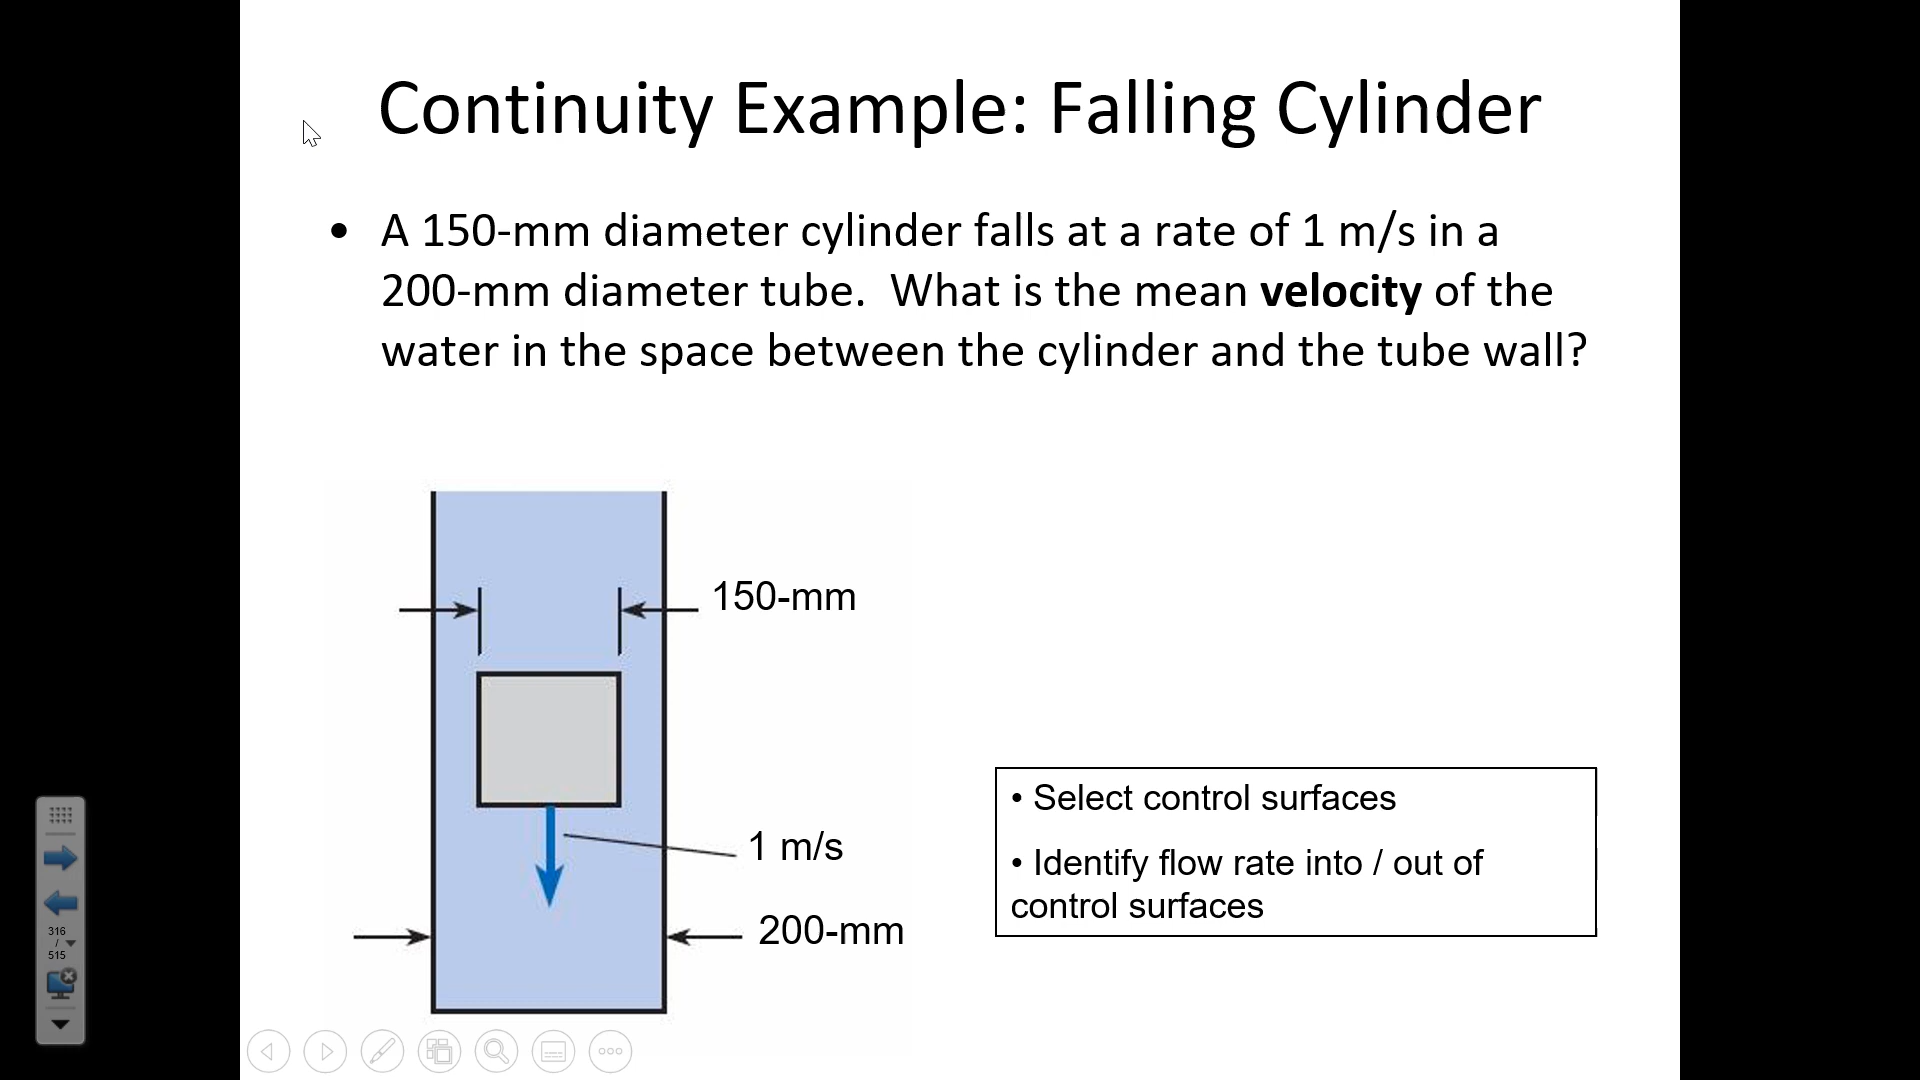 Continuity Example: Falling Cylinder
• A 150-mm diameter cylinder falls at a rate of 1 m/s in a
200-mm diameter tube.  What is the mean velocity of the
water in the space between the cylinder and the tube wall?
150-mm
1 m/s
200-mm
• Select control surfaces
• Identify flow rate into / out of
control surfaces
316
/
515